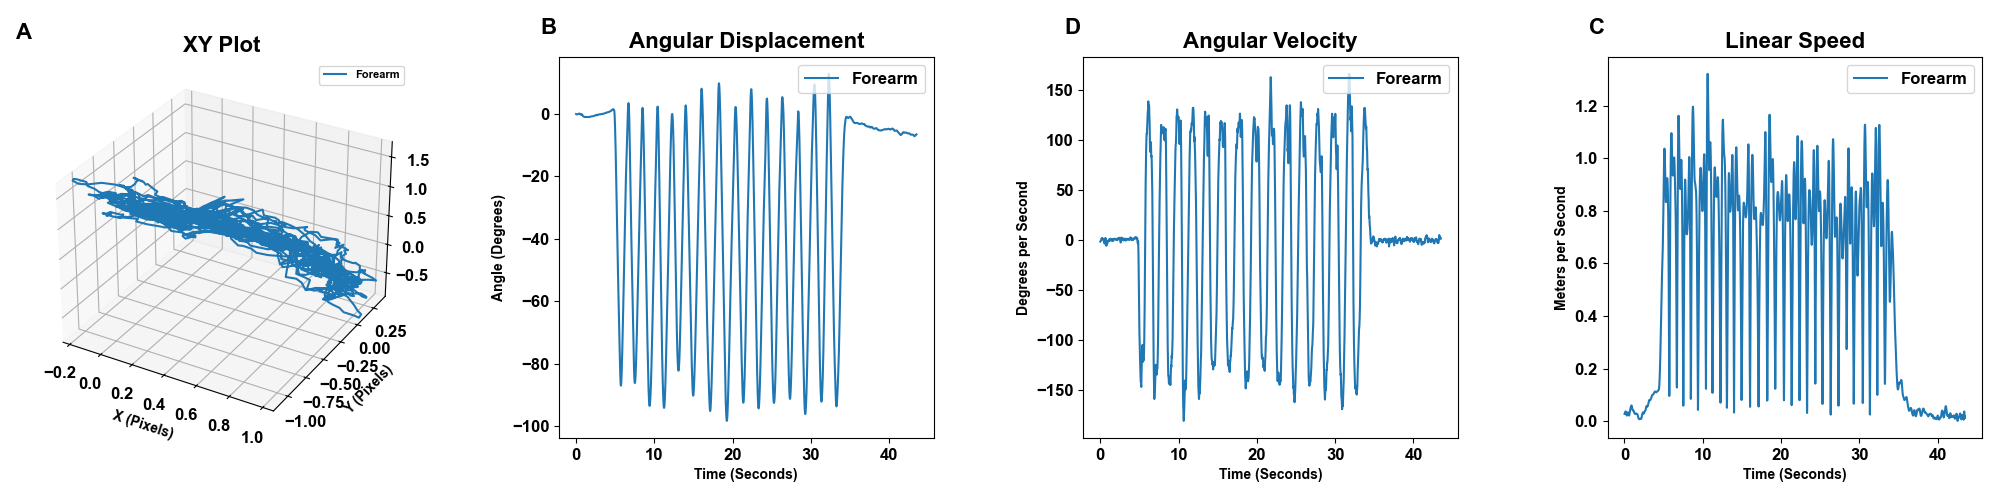 A
XY Plot
Forearm
1.5
1.0
0.5
0.0
−0.5
0.25
0.00
−0.25
−0.50
−0.75
−1.00
Y (Pixels)
−0.2
0.0
0.2
0.4
0.6
0.8
1.0
X (Pixels)
B
Angular Displacement
Forearm
Angle (Degrees)
0
−20
−40
−60
−80
−100
0 10 20 30 40
Time (Seconds)
D
Angular Velocity
Forearm
Degrees per Second
150
100
50
0
−50
−100
−150
0 10 20 30 40
Time (Seconds)
C
Linear Speed
Forearm
Meters per Second
1.2
1.0
0.8
0.6
0.4
0.2
0.0
0 10 20 30 40
Time (Seconds)